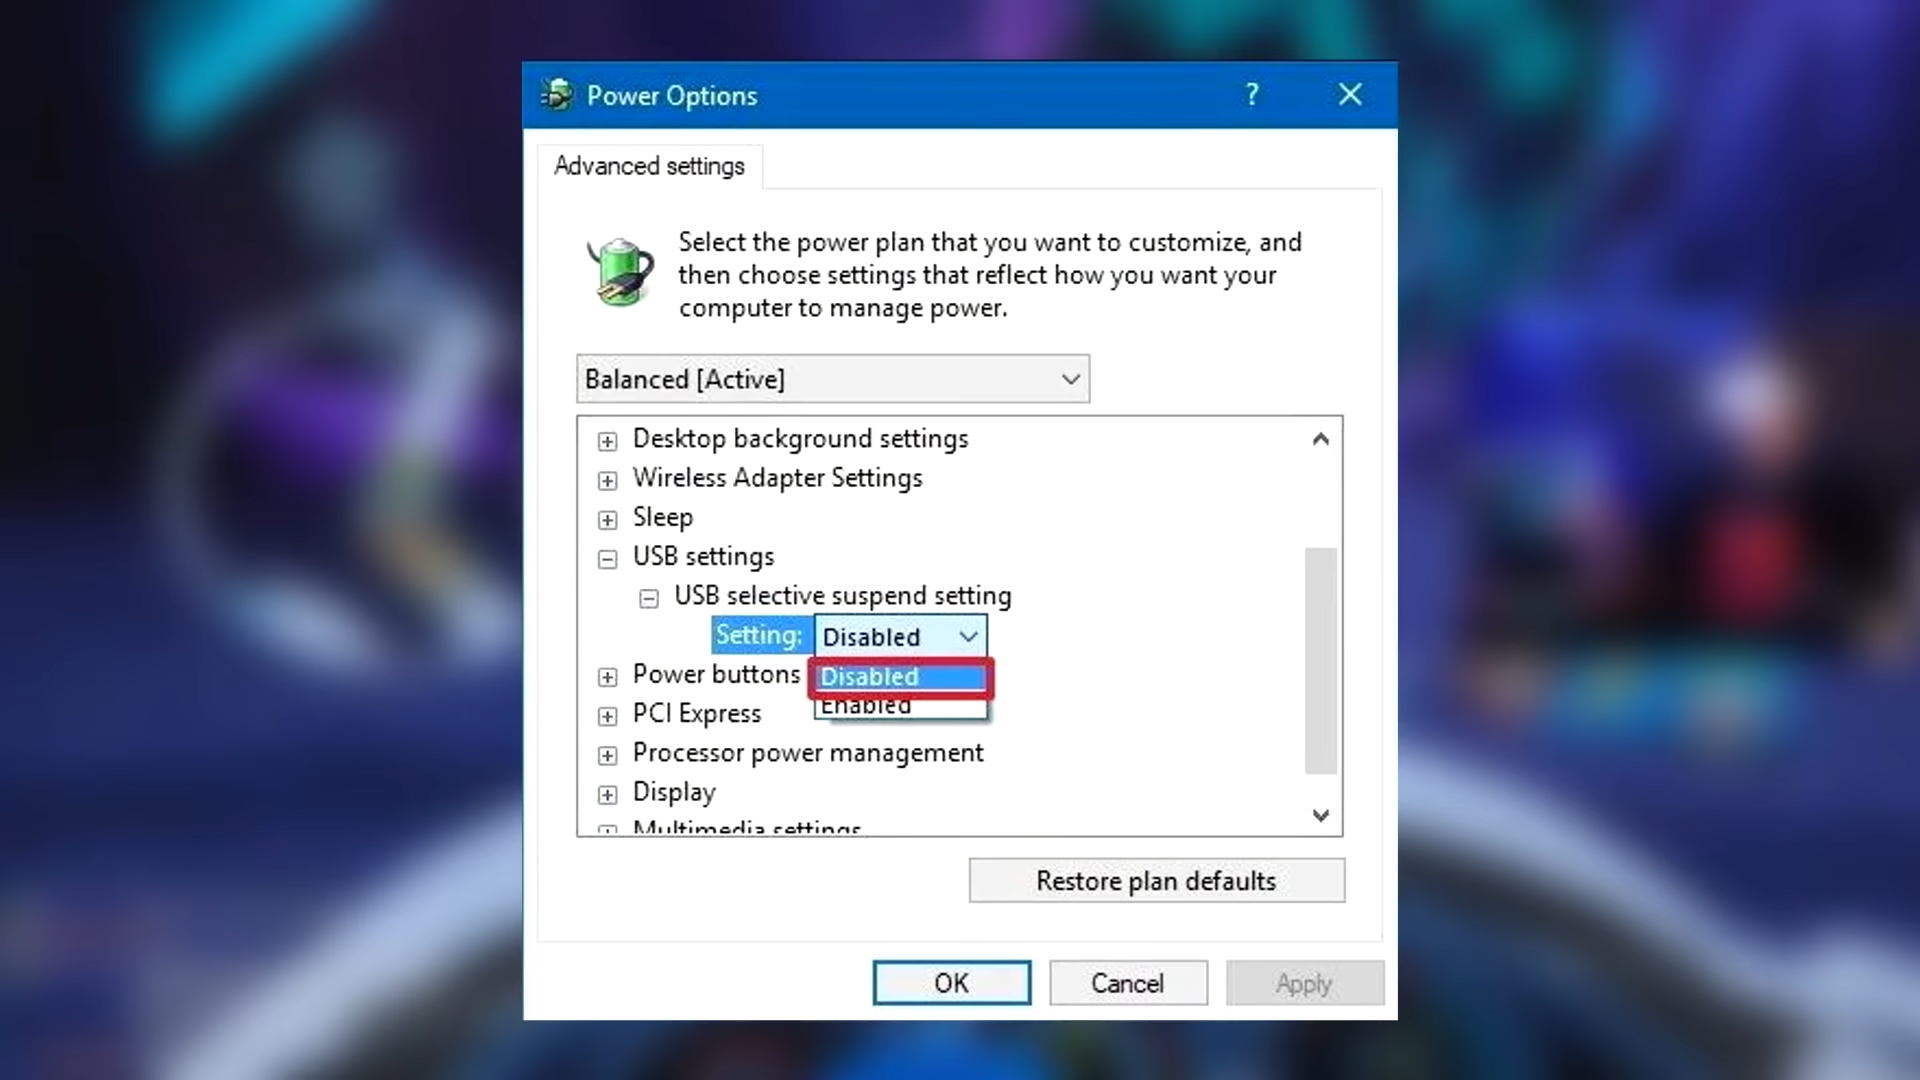 Power Options
?
Advanced settings
Select the power plan that you want to customize, and
then choose settings that reflect how you want your
computer to manage power.
Balanced [Active]
Desktop background settings
Wireless Adapter Settings
Sleep
USB settings
USB selective suspend setting
Setting: Disabled
Power buttons Disabled
PCI Express Enabled
Processor power management
Display
Multimedia settings
Restore plan defaults
OK Cancel Apply